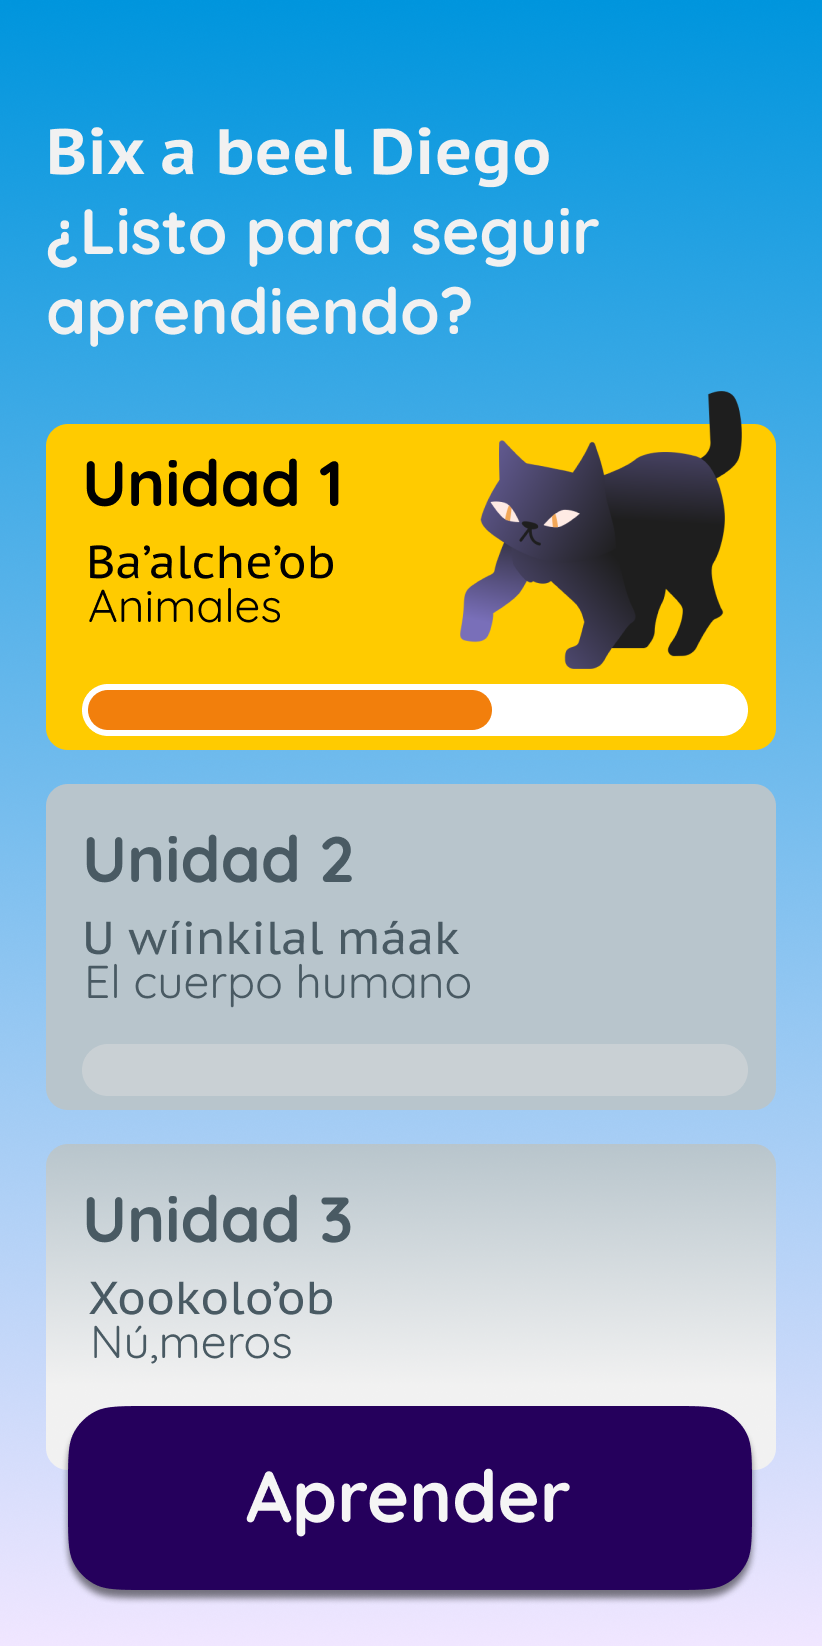 Bix a beel Diego
¿Listo para seguir
aprendiendo?
Unidad 1
Ba’alche’ob
Animales
Unidad 2
U wíinkilal máak
El cuerpo humano
Unidad 3
Xookolo’ob
Nú,meros
Aprender